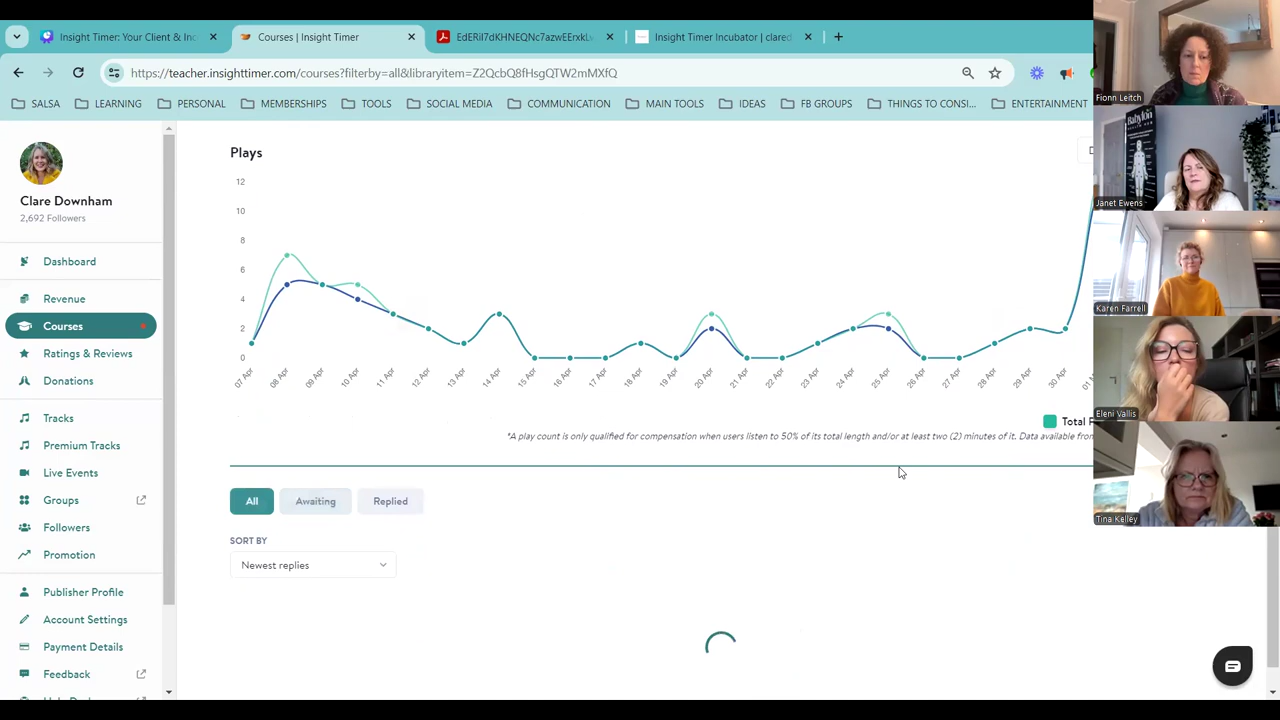 Insight Timer: Your Client & Inc
Courses | Insight Timer
Insight Timer Incubator | clared
https://teacher.insighttimer.com/courses?filterby=all&libraryitem=Z2QcbQ8fHsgQTW2mMXfQ
SALSA
LEARNING
PERSONAL
MEMBERSHIPS
TOOLS
SOCIAL MEDIA
COMMUNICATION
MAIN TOOLS
IDEAS
FB GROUPS
THINGS TO CONSI...
ENTERTAINMENT
Clare Downham
2,692 Followers
Dashboard
Revenue
Courses
Ratings & Reviews
Donations
Tracks
Premium Tracks
Live Events
Groups
Followers
Promotion
Publisher Profile
Account Settings
Payment Details
Feedback
Plays
12
10
8
6
4
2
0
07 Apr
08 Apr
09 Apr
10 Apr
11 Apr
12 Apr
13 Apr
14 Apr
15 Apr
16 Apr
17 Apr
18 Apr
19 Apr
20 Apr
21 Apr
22 Apr
23 Apr
24 Apr
25 Apr
26 Apr
27 Apr
28 Apr
29 Apr
30 Apr
Total
*A play count is only qualified for compensation when users listen to 50% of its total length and/or at least two (2) minutes of it. Data available from
All
Awaiting
Replied
SORT BY
Newest replies
Fionn Leitch
Babylon
Janet Ewens
Karen Farrell
Eleni Vallis
Tina Kelley